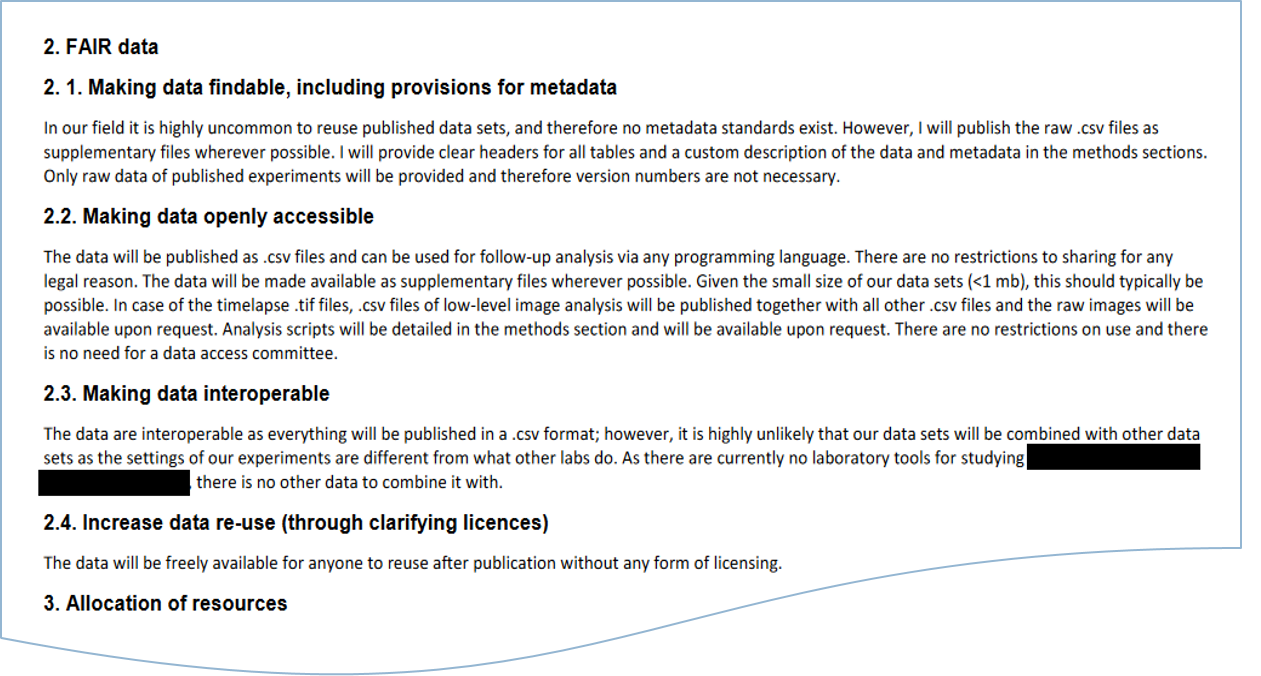 2. FAIR data
2. 1. Making data findable, including provisions for metadata
In our field it is highly uncommon to reuse published data sets, and therefore no metadata standards exist. However, I will publish the raw .csv files as
supplementary files wherever possible. I will provide clear headers for all tables and a custom description of the data and metadata in the methods sections.
Only raw data of published experiments will be provided and therefore version numbers are not necessary.
2.2. Making data openly accessible
The data will be published as .csv files and can be used for follow-up analysis via any programming language. There are no restrictions to sharing for any
legal reason. The data will be made available as supplementary files wherever possible. Given the small size of our data sets (<1 mb), this should typically be
possible. In case of the timelapse .tif files, .csv files of low-level image analysis will be published together with all other .csv files and the raw images will be
available upon request. Analysis scripts will be detailed in the methods section and will be available upon request. There are no restrictions on use and there
is no need for a data access committee.
2.3. Making data interoperable
The data are interoperable as everything will be published in a .csv format; however, it is highly unlikely that our data sets will be combined with other data
sets as the settings of our experiments are different from what other labs do. As there are currently no laboratory tools for studying
, there is no other data to combine it with.
2.4. Increase data re-use (through clarifying licences)
The data will be freely available for anyone to reuse after publication without any form of licensing.
3. Allocation of resources